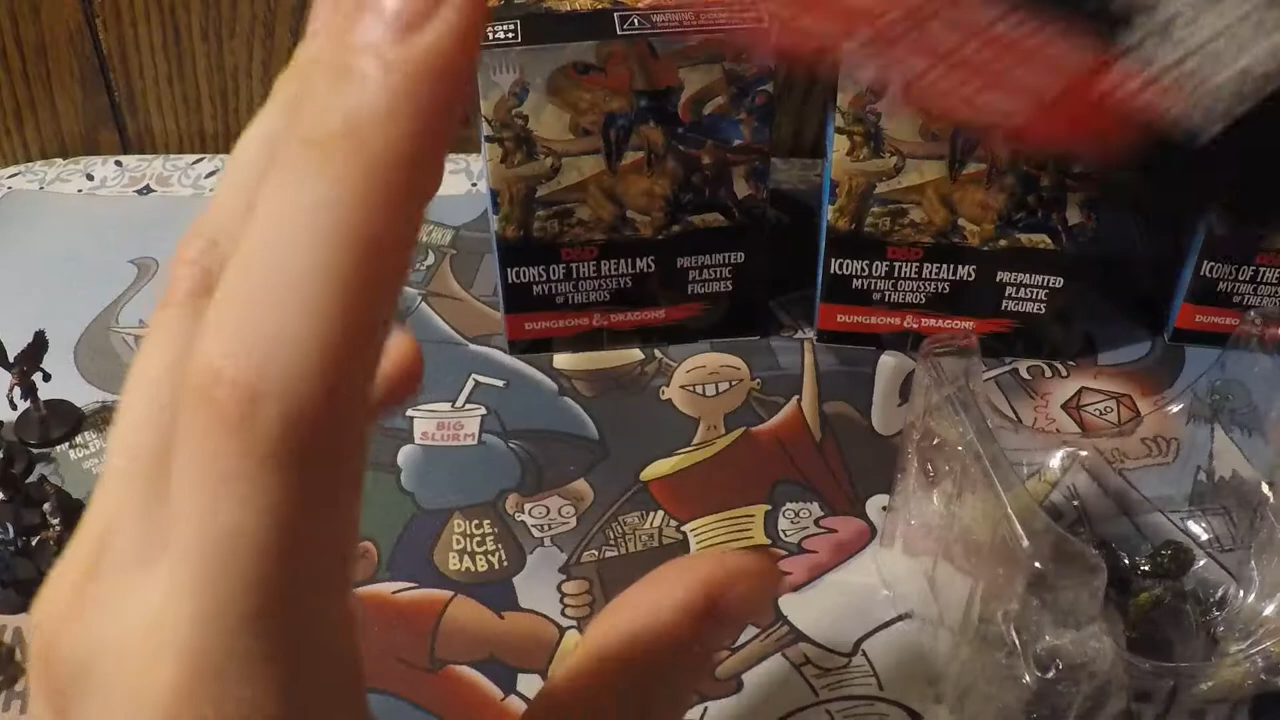 AGES
14+
WARNING:
D&D
ICONS OF THE REALMS
MYTHIC ODYSSEYS
OF THEROS
PREPAINTED
PLASTIC
FIGURES
DUNGEONS & DRAGONS
D&D
ICONS OF THE REALMS
MYTHIC ODYSSEYS
OF THEROS
PREPAINTED
PLASTIC
FIGURES
DUNGEONS & DRAGONS
ICONS OF THE
BIG
SLURM
20
DICE,
DICE,
BABY!